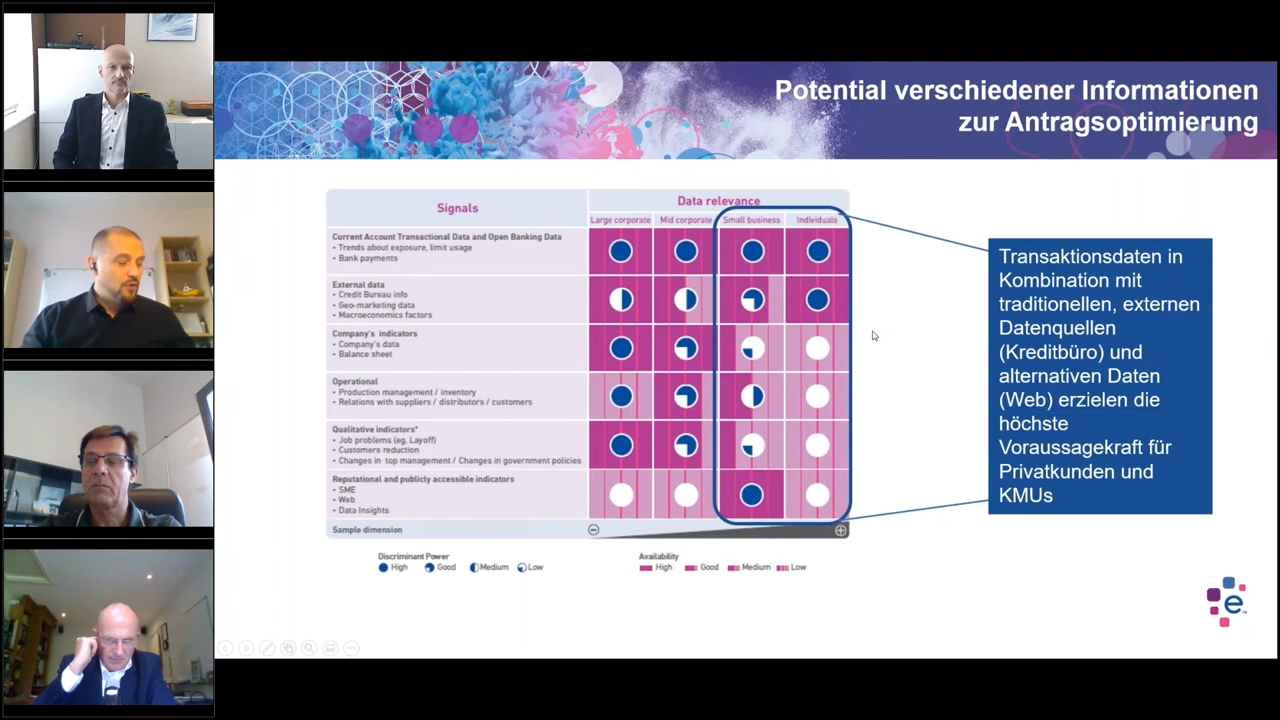 Potential verschiedener Informationen
zur Antragsoptimierung
Signals
Data relevance
Large corporate
Mid corporate
Small business
Individuals
Current Account Transactional Data and Open Banking Data
• Trends about exposure, limit usage
• Bank payments
External data
• Credit Bureau info
• Geo-marketing data
• Macroeconomics factors
Company's indicators
• Company's data
• Balance sheet
Operational
• Production management / inventory
• Relations with suppliers / distributors / customers
Qualitative indicators*
• Job problems (eg. Layoff)
• Customers reduction
• Changes in top management / Changes in government policies
Reputational and publicly accessible indicators
• SME
• Web
• Data Insights
Sample dimension
Discriminant Power
High
Good
Medium
Low
Availability
High
Good
Medium
Low
Transaktionsdaten in
Kombination mit
traditionellen, externen
Datenquellen
(Kreditbüro) und
alternativen Daten
(Web) erzielen die
höchste
Voraussagekraft für
Privatkunden und
KMUs
e